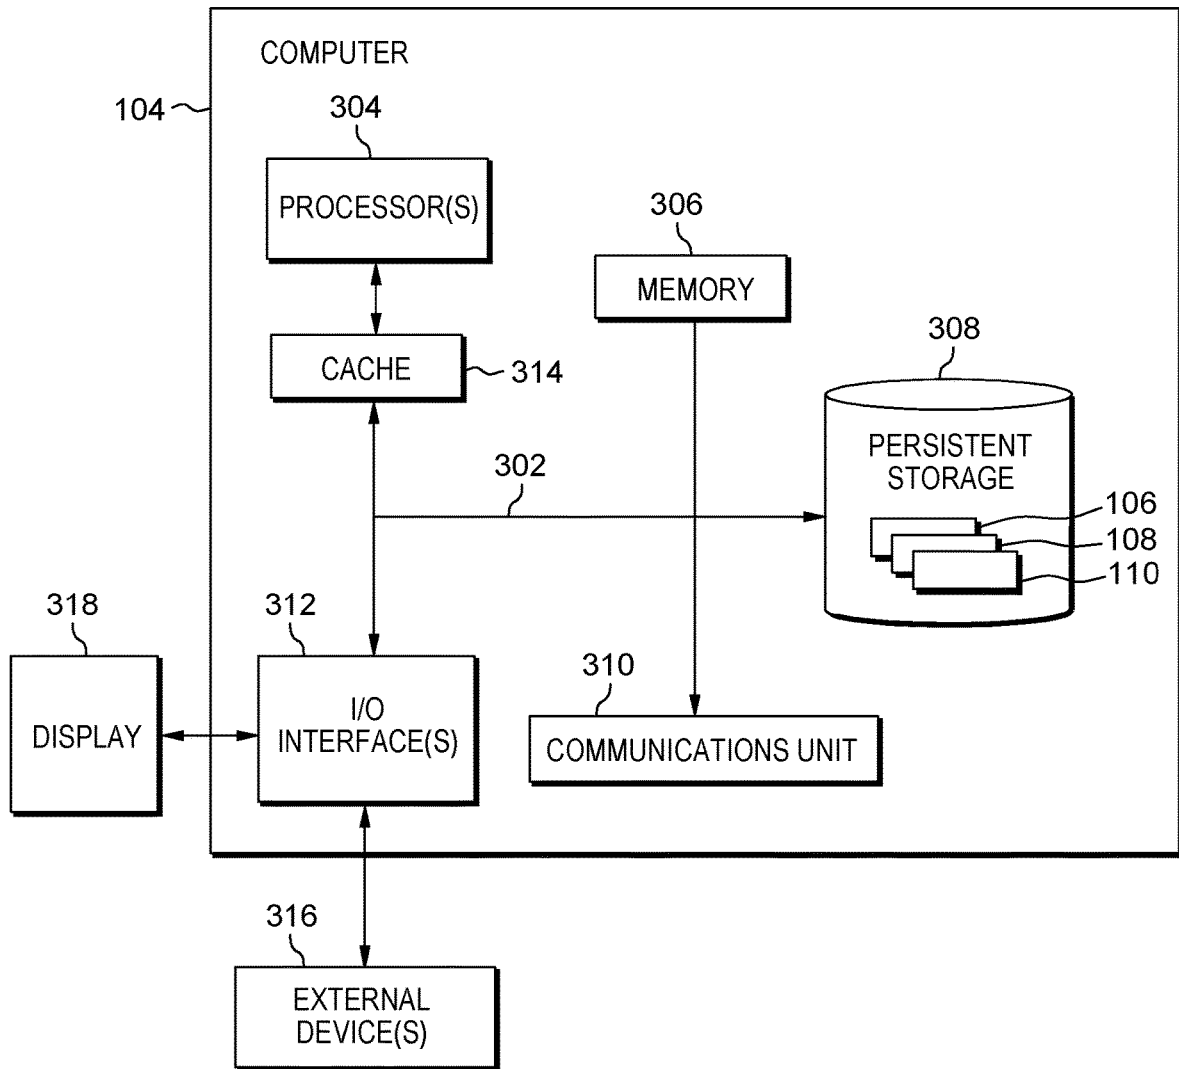 COMPUTER
104
304
PROCESSOR(S)
306
MEMORY
CACHE
314
308
PERSISTENT
STORAGE
302
106
108
110
318
312
310
DISPLAY
I/O
INTERFACE(S)
COMMUNICATIONS UNIT
316
EXTERNAL
DEVICE(S)